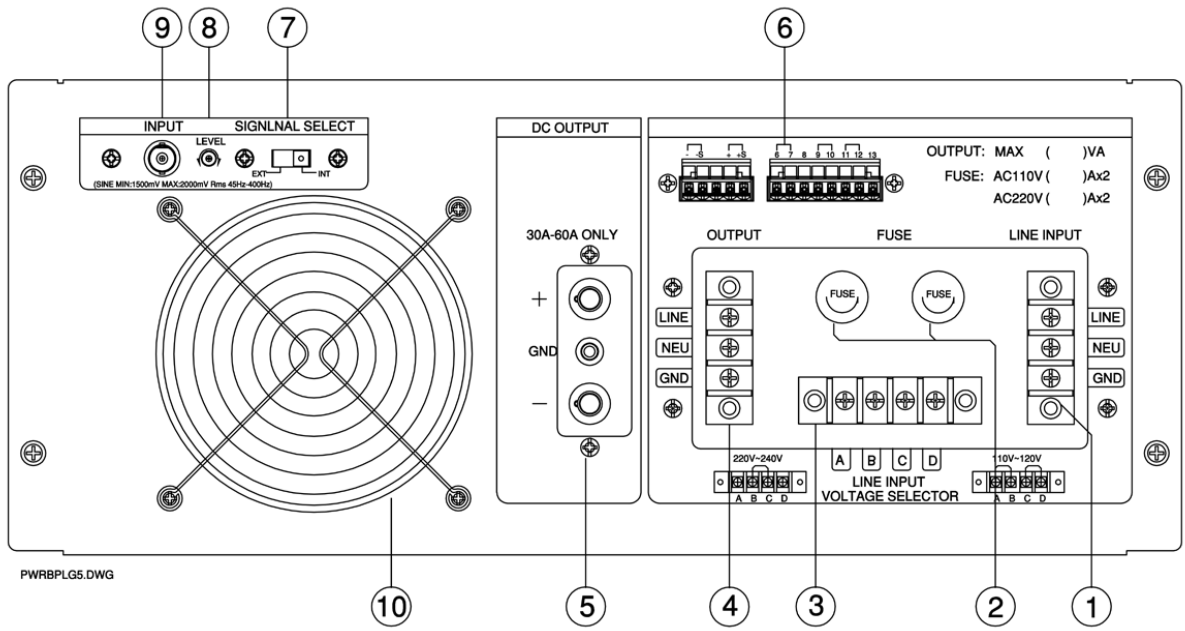 9 8 7 6
INPUT SIGNLNAL SELECT
LEVEL
EXT INT
(SINE MIN:1500mV MAX:2000mV Rms 45Hz-400Hz)
DC OUTPUT
30A-60A ONLY
+
GND
—
- -S + +S
6 7 8 9 10 11 12 13
OUTPUT: MAX ( )VA
FUSE: AC110V ( )Ax2
AC220V ( )Ax2
OUTPUT FUSE LINE INPUT
FUSE FUSE
LINE LINE
NEU NEU
GND GND
A B C D
220V~240V 110V~120V
LINE INPUT
VOLTAGE SELECTOR
A B C D A B C D
PWRBPLG5.DWG
10 5 4 3 2 1